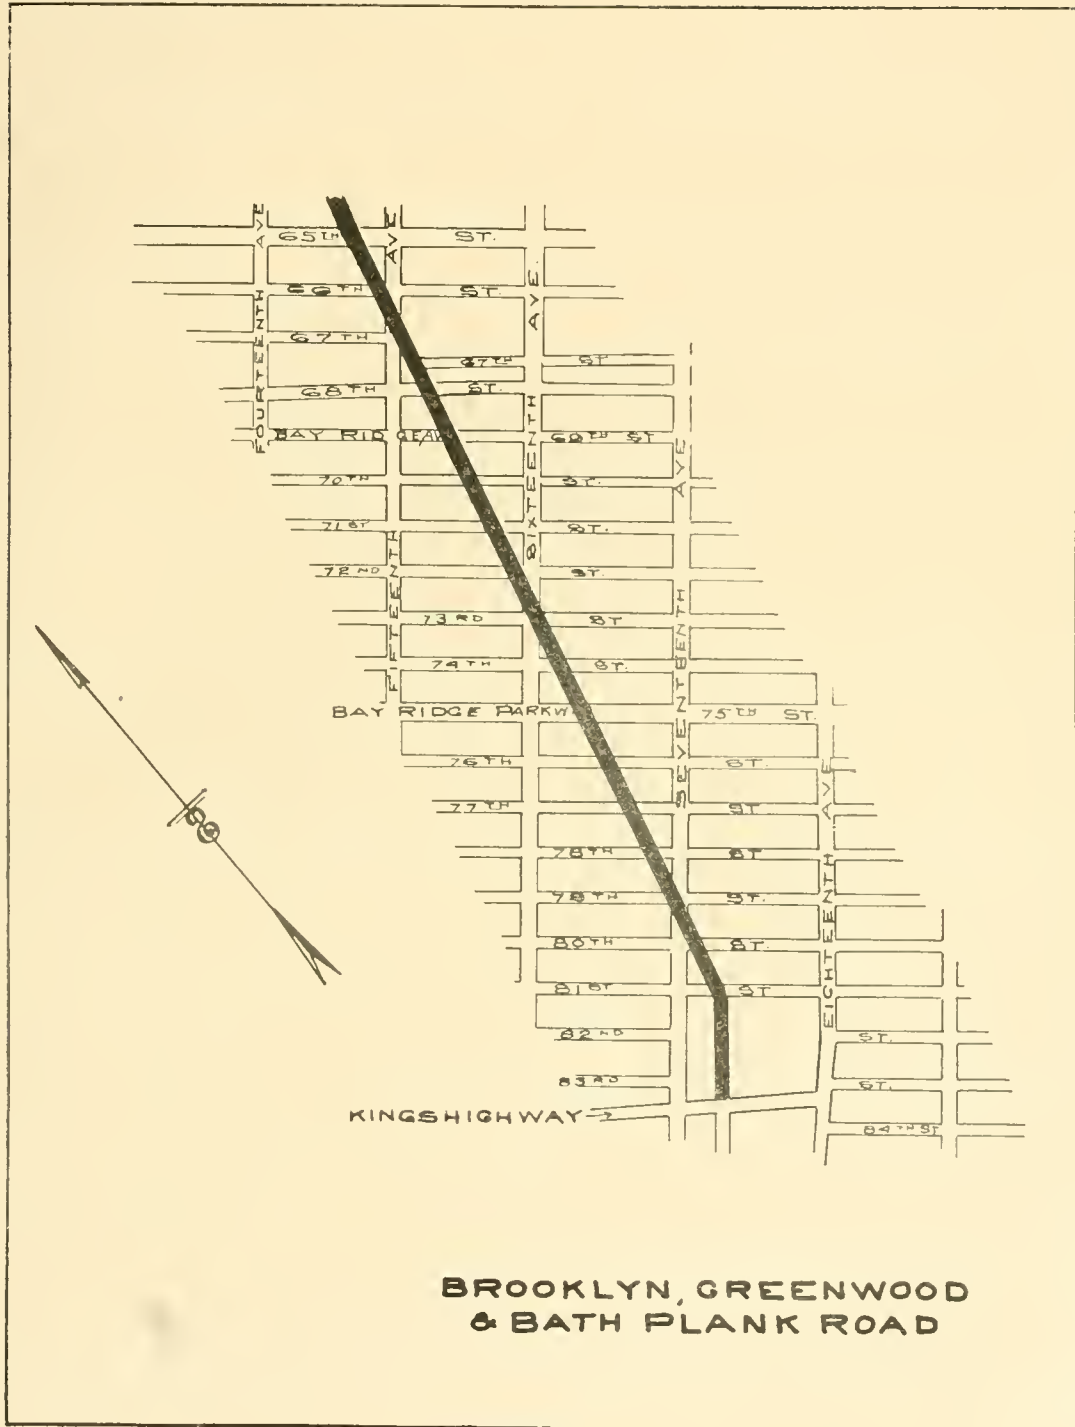 FOURTEENTH AVE
FIFTEENTH AVE
SIXTEENTH AVE.
SEVENTEENTH AVE
EIGHTEENTH AVE
65TH ST.
66TH ST.
67TH
67TH ST
68TH ST.
BAY RIDGE AVE
69TH ST
70TH ST.
71ST ST.
72ND ST.
73RD ST
74TH ST.
BAY RIDGE PARKW
75TH ST.
76TH ST.
77TH ST
78TH ST
79TH ST.
80TH ST.
81ST ST
82ND ST.
83RD ST.
KINGSHIGHWAY
84TH ST
BROOKLYN, GREENWOOD
& BATH PLANK ROAD